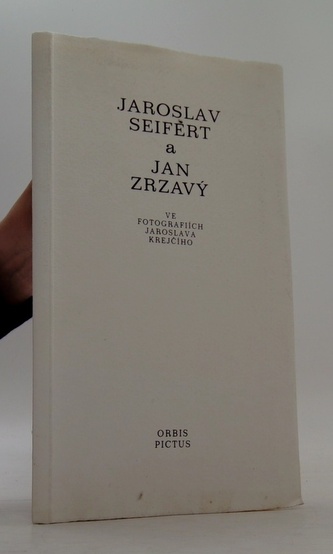 JAROSLAV
SEIFERT
a
JAN
ZRZAVÝ
VE
FOTOGRAFIÍCH
JAROSLAVA
KREJČÍHO
ORBIS
PICTUS